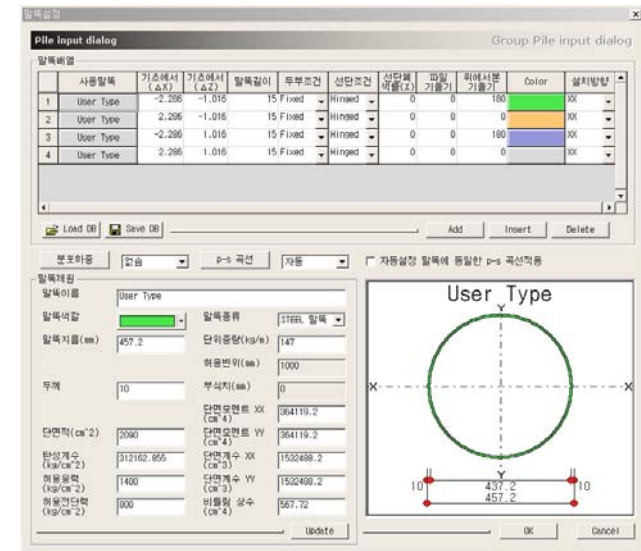 말뚝설정
Pile input dialog Group Pile input dialog
말뚝배열
사용말뚝 기초에서 (△X) 기초에서 (△Z) 말뚝길이 두부조건 선단조건 선단폐색률(%) 파일 기울기 위에서본 기울기 Color 설치방향
1 User Type -2.286 -1.016 15 Fixed Hinged 0 0 180 XX
2 User Type 2.286 -1.016 15 Fixed Hinged 0 0 0 XX
3 User Type -2.286 1.016 15 Fixed Hinged 0 0 180 XX
4 User Type 2.286 1.016 15 Fixed Hinged 0 0 0 XX
Load DB Save DB Add Insert Delete
분포하중 없음 p-s 곡선 자동 자동설정 말뚝에 동일한 p-s 곡선적용
말뚝제원
말뚝이름 User Type
말뚝색깔 말뚝종류 STEEL 말뚝
말뚝지름(mm) 457.2 단위중량(kg/m) 147
허용변위(mm) 1000
두께 10 부식치(mm) 0
단면모멘트 XX (cm^4) 364119.2
단면적(cm^2) 2090 단면모멘트 YY (cm^4) 364119.2
탄성계수 (kg/cm^2) 312162.855 단면계수 XX (cm^3) 1532488.2
허용응력 (kg/cm^2) 1400 단면계수 YY (cm^3) 1532488.2
허용전단력 (kg/cm^2) 800 비틀림 상수 (cm^4) 567.72
Update
User Type
Y
X X
Y
10 437.2 10
457.2
OK Cancel